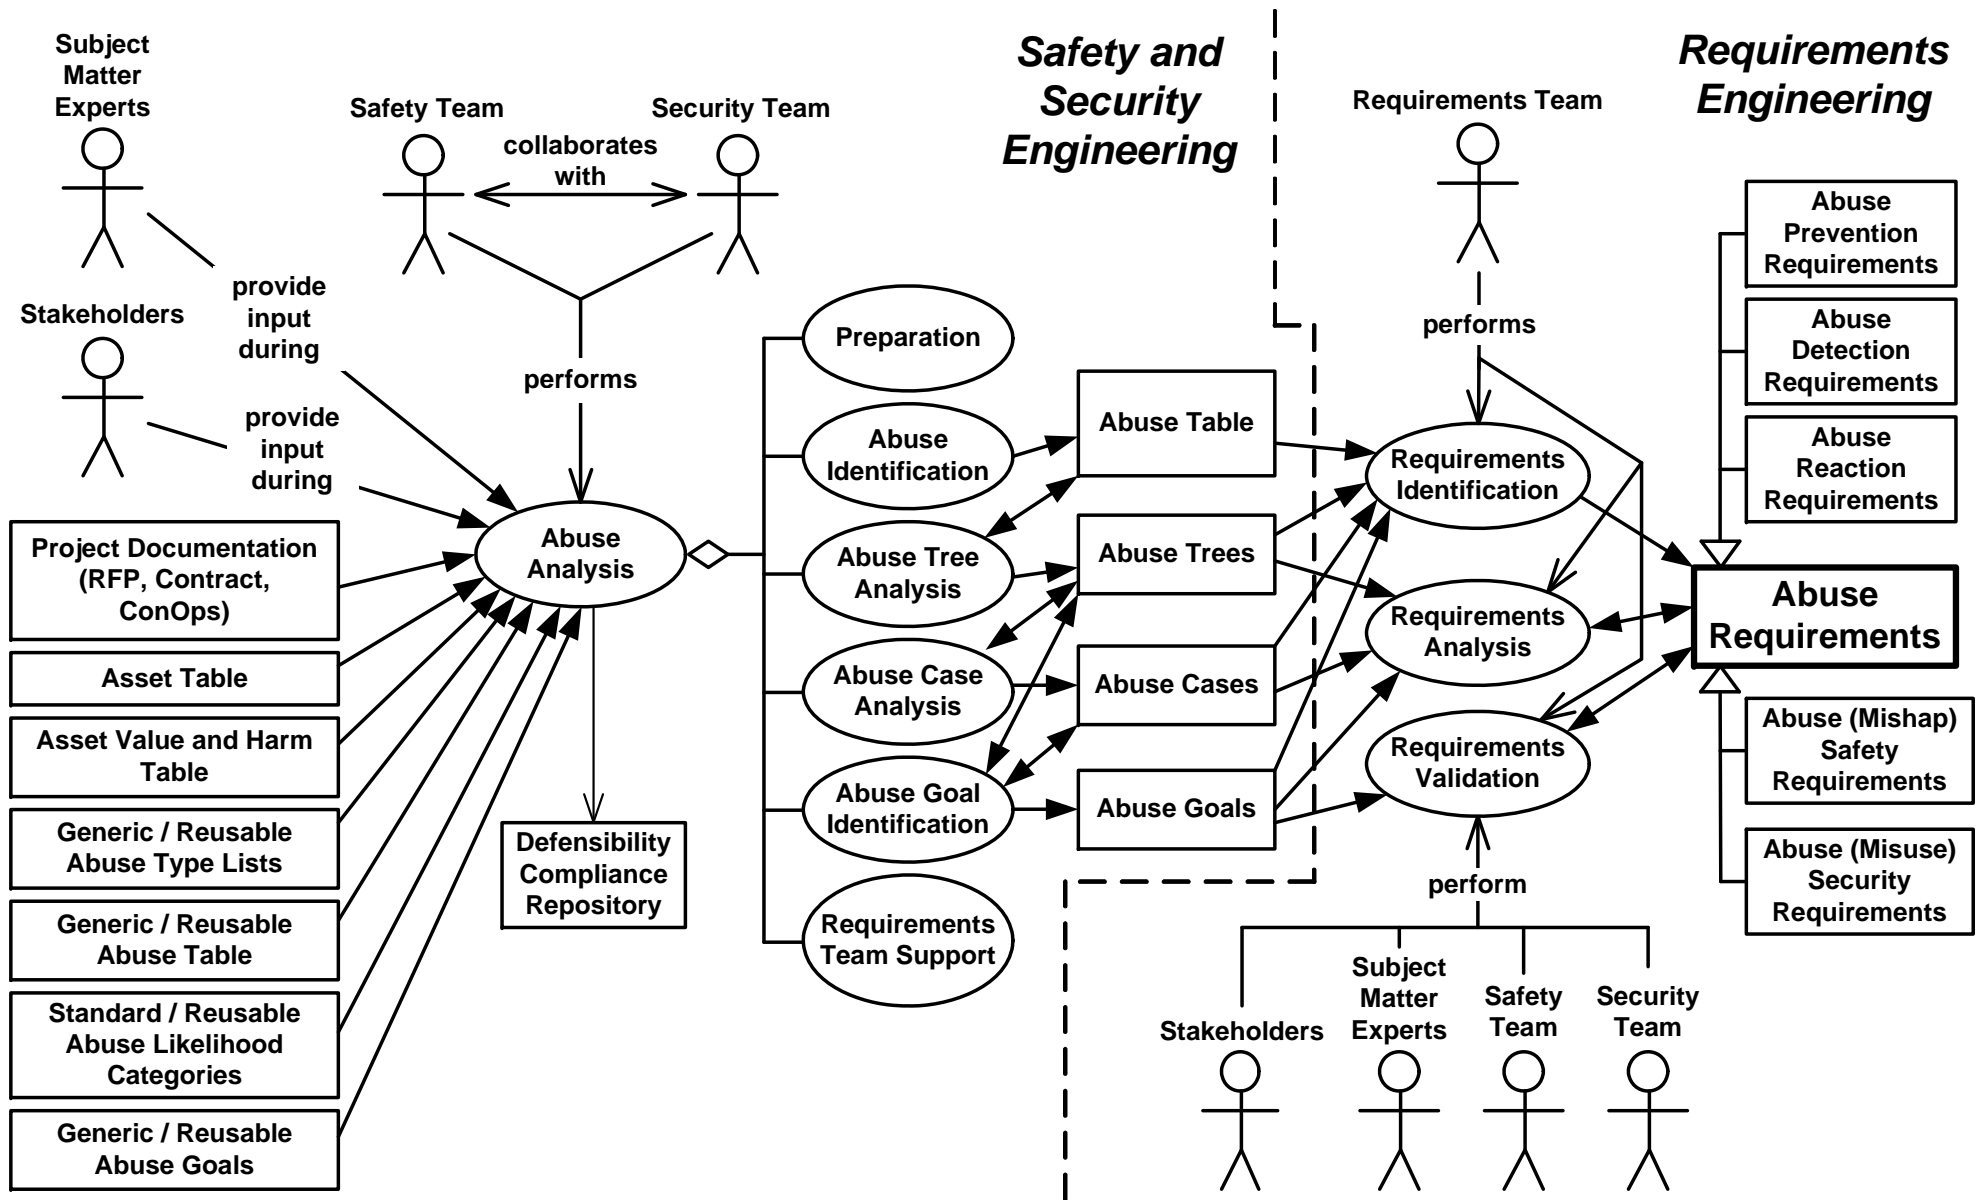 Subject
Matter
Experts
Safety Team
Security Team
collaborates
with
Safety and
Security
Engineering
Requirements Team
Requirements
Engineering
Stakeholders
provide
input
during
provide
input
during
performs
performs
Project Documentation
(RFP, Contract,
ConOps)
Asset Table
Asset Value and Harm
Table
Generic / Reusable
Abuse Type Lists
Generic / Reusable
Abuse Table
Standard / Reusable
Abuse Likelihood
Categories
Generic / Reusable
Abuse Goals
Abuse
Analysis
Defensibility
Compliance
Repository
Preparation
Abuse
Identification
Abuse Tree
Analysis
Abuse Case
Analysis
Abuse Goal
Identification
Requirements
Team Support
Abuse Table
Abuse Trees
Abuse Cases
Abuse Goals
Requirements
Identification
Requirements
Analysis
Requirements
Validation
perform
Stakeholders
Subject
Matter
Experts
Safety
Team
Security
Team
Abuse
Prevention
Requirements
Abuse
Detection
Requirements
Abuse
Reaction
Requirements
Abuse
Requirements
Abuse (Mishap)
Safety
Requirements
Abuse (Misuse)
Security
Requirements